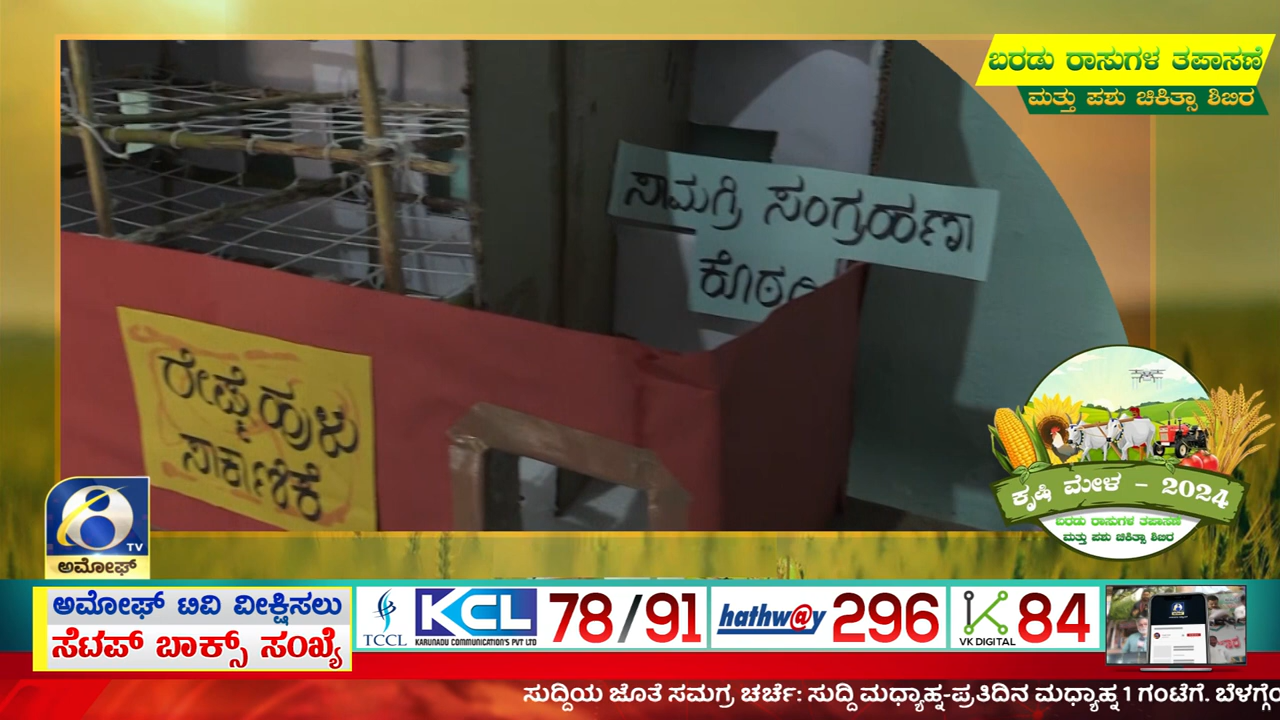 ಬರಡು ರಾಸುಗಳ ತಪಾಸಣೆ
ಮತ್ತು ಪಶು ಚಿಕಿತ್ಸಾ ಶಿಬಿರ
ಸಾಮಗ್ರಿ ಸಂಗ್ರಹಣಾ
ರೇಷ್ಮೆಹುಳು
ಸಾಕಾಣಿಕೆ
ಕೃಷಿ ಮೇಳ - 2024
ಬರಡು ರಾಸುಗಳ ತಪಾಸಣೆ
ಮತ್ತು ಪಶು ಚಿಕಿತ್ಸಾ ಶಿಬಿರ
8 TV
ಅಮೋಘ್
ಅಮೋಘ್ ಟಿವಿ ವೀಕ್ಷಿಸಲು
ಸೆಟಪ್ ಬಾಕ್ಸ್ ಸಂಖ್ಯೆ
TCCL
KCL
KARUNADU COMMUNICATION'S PVT LTD
78/91
hathw@y
296
VK DIGITAL
84
ಸುದ್ದಿಯ ಜೊತೆ ಸಮಗ್ರ ಚರ್ಚೆ: ಸುದ್ದಿ ಮಧ್ಯಾಹ್ನ-ಪ್ರತಿದಿನ ಮಧ್ಯಾಹ್ನ 1 ಗಂಟೆಗೆ.